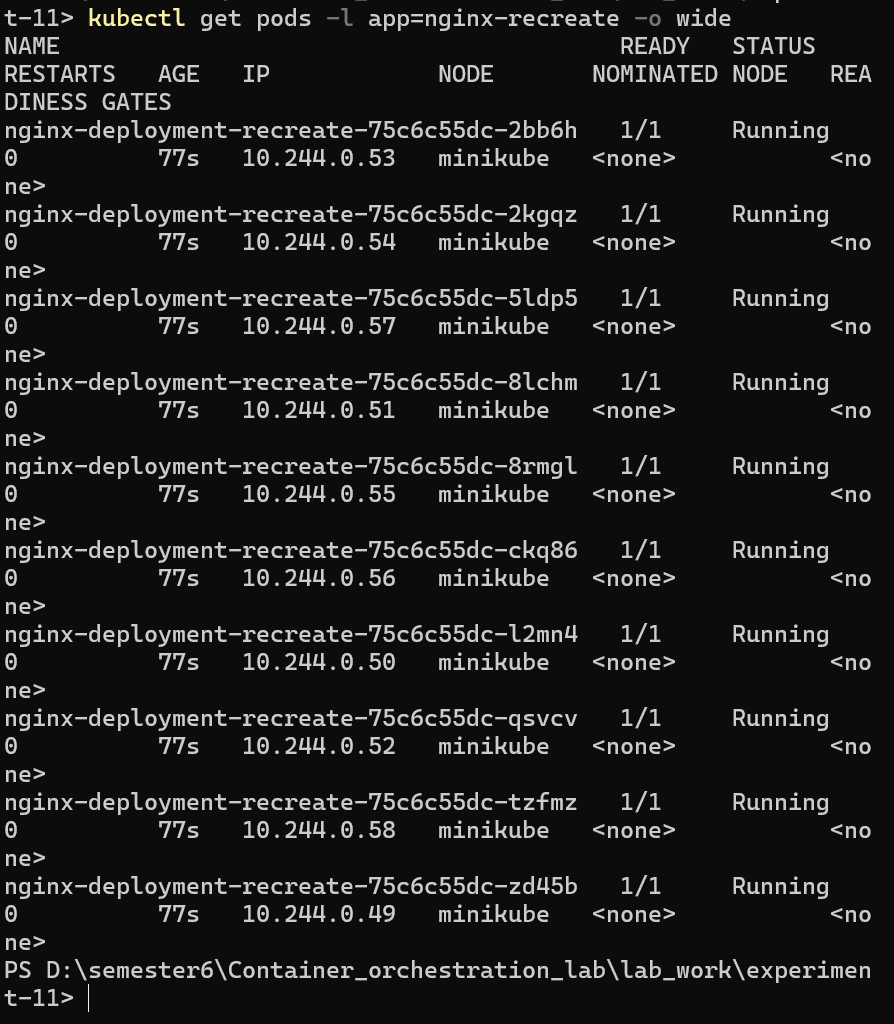 t-11> kubectl get pods -l app=nginx-recreate -o wide
NAME                                        READY   STATUS
RESTARTS   AGE   IP            NODE       NOMINATED NODE   REA
DINESS GATES
nginx-deployment-recreate-75c6c55dc-2bb6h   1/1     Running
0          77s   10.244.0.53   minikube   <none>           <no
ne>
nginx-deployment-recreate-75c6c55dc-2kgqz   1/1     Running
0          77s   10.244.0.54   minikube   <none>           <no
ne>
nginx-deployment-recreate-75c6c55dc-5ldp5   1/1     Running
0          77s   10.244.0.57   minikube   <none>           <no
ne>
nginx-deployment-recreate-75c6c55dc-8lchm   1/1     Running
0          77s   10.244.0.51   minikube   <none>           <no
ne>
nginx-deployment-recreate-75c6c55dc-8rmgl   1/1     Running
0          77s   10.244.0.55   minikube   <none>           <no
ne>
nginx-deployment-recreate-75c6c55dc-ckq86   1/1     Running
0          77s   10.244.0.56   minikube   <none>           <no
ne>
nginx-deployment-recreate-75c6c55dc-l2mn4   1/1     Running
0          77s   10.244.0.50   minikube   <none>           <no
ne>
nginx-deployment-recreate-75c6c55dc-qsvcv   1/1     Running
0          77s   10.244.0.52   minikube   <none>           <no
ne>
nginx-deployment-recreate-75c6c55dc-tzfmz   1/1     Running
0          77s   10.244.0.58   minikube   <none>           <no
ne>
nginx-deployment-recreate-75c6c55dc-zd45b   1/1     Running
0          77s   10.244.0.49   minikube   <none>           <no
ne>
PS D:\semester6\Container_orchestration_lab\lab_work\experimen
t-11>